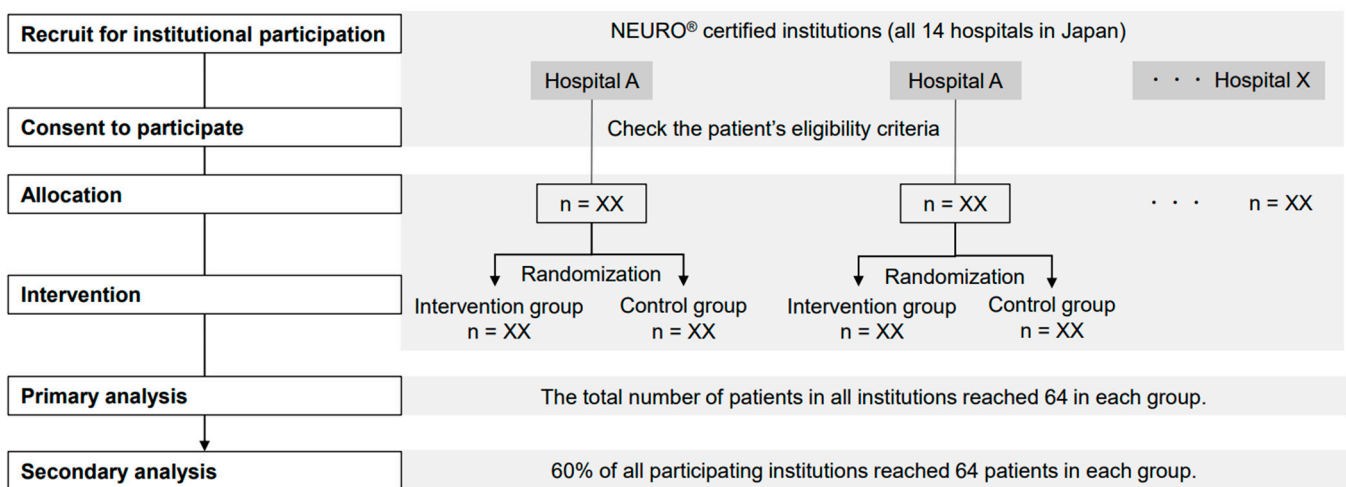 Recruit for institutional participation
NEURO® certified institutions (all 14 hospitals in Japan)
Hospital A
Hospital A
· · · Hospital X
Consent to participate
Check the patient's eligibility criteria
Allocation
n = XX
n = XX
· · · n = XX
Randomization
Randomization
Intervention
Intervention group
n = XX
Control group
n = XX
Intervention group
n = XX
Control group
n = XX
Primary analysis
The total number of patients in all institutions reached 64 in each group.
Secondary analysis
60% of all participating institutions reached 64 patients in each group.